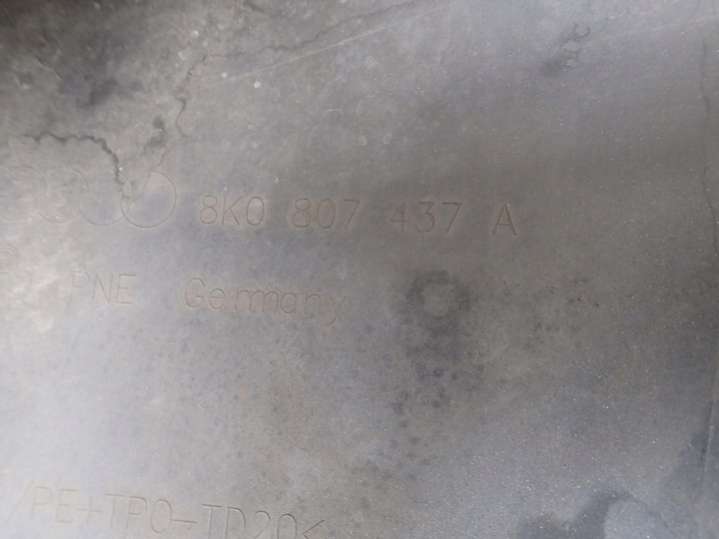 8K0 807 437 A
PNE Germany
/PE+TPO-TD20<